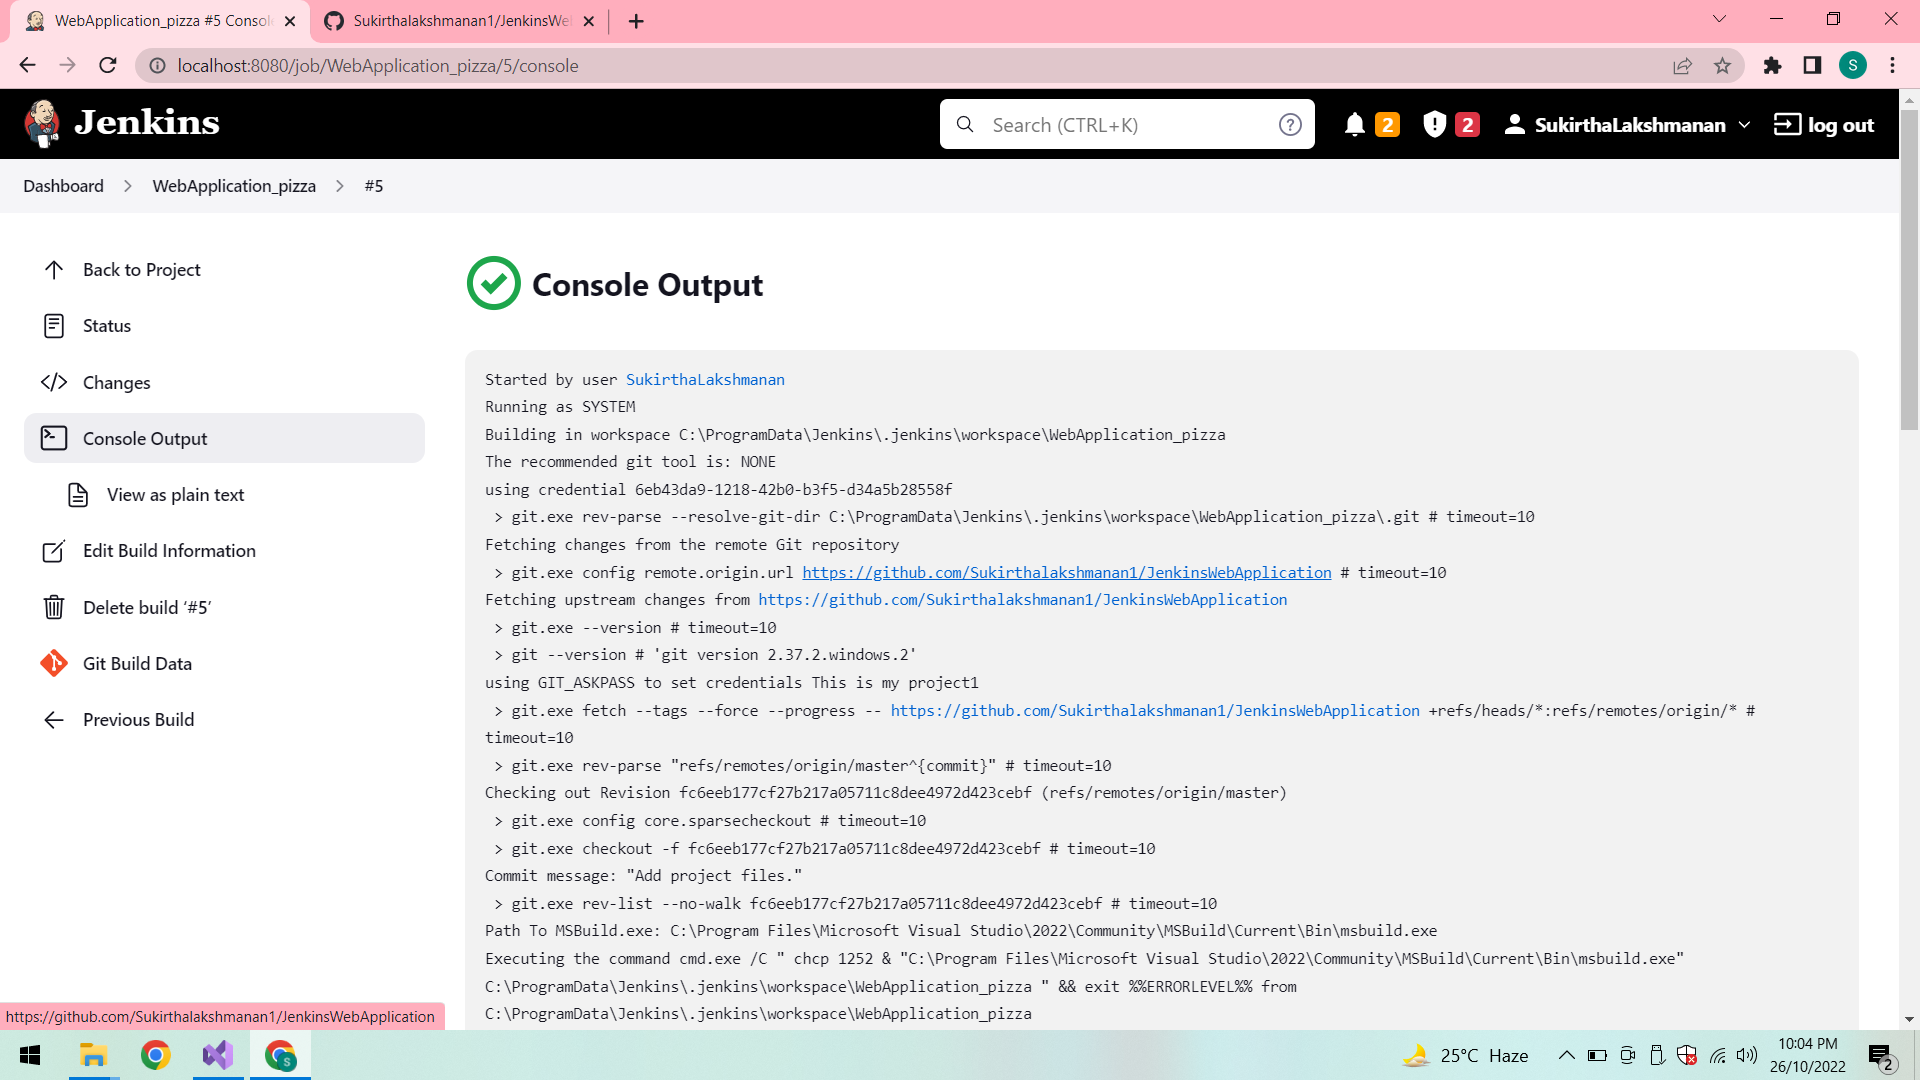 WebApplication_pizza #5 Consol
Sukirthalakshmanan1/JenkinsWe
localhost:8080/job/WebApplication_pizza/5/console
S
Jenkins
Search (CTRL+K)
?
2
2
SukirthaLakshmanan
log out
Dashboard
WebApplication_pizza
#5
Back to Project
Status
Changes
Console Output
View as plain text
Edit Build Information
Delete build ‘#5’
Git Build Data
Previous Build
Console Output
Started by user SukirthaLakshmanan
Running as SYSTEM
Building in workspace C:\ProgramData\Jenkins\.jenkins\workspace\WebApplication_pizza
The recommended git tool is: NONE
using credential 6eb43da9-1218-42b0-b3f5-d34a5b28558f
> git.exe rev-parse --resolve-git-dir C:\ProgramData\Jenkins\.jenkins\workspace\WebApplication_pizza\.git # timeout=10
Fetching changes from the remote Git repository
> git.exe config remote.origin.url https://github.com/Sukirthalakshmanan1/JenkinsWebApplication # timeout=10
Fetching upstream changes from https://github.com/Sukirthalakshmanan1/JenkinsWebApplication
> git.exe --version # timeout=10
> git --version # 'git version 2.37.2.windows.2'
using GIT_ASKPASS to set credentials This is my project1
> git.exe fetch --tags --force --progress -- https://github.com/Sukirthalakshmanan1/JenkinsWebApplication +refs/heads/*:refs/remotes/origin/* #
timeout=10
> git.exe rev-parse "refs/remotes/origin/master^{commit}" # timeout=10
Checking out Revision fc6eeb177cf27b217a05711c8dee4972d423cebf (refs/remotes/origin/master)
> git.exe config core.sparsecheckout # timeout=10
> git.exe checkout -f fc6eeb177cf27b217a05711c8dee4972d423cebf # timeout=10
Commit message: "Add project files."
> git.exe rev-list --no-walk fc6eeb177cf27b217a05711c8dee4972d423cebf # timeout=10
Path To MSBuild.exe: C:\Program Files\Microsoft Visual Studio\2022\Community\MSBuild\Current\Bin\msbuild.exe
Executing the command cmd.exe /C " chcp 1252 & "C:\Program Files\Microsoft Visual Studio\2022\Community\MSBuild\Current\Bin\msbuild.exe"
C:\ProgramData\Jenkins\.jenkins\workspace\WebApplication_pizza " && exit %%ERRORLEVEL%% from
C:\ProgramData\Jenkins\.jenkins\workspace\WebApplication_pizza
https://github.com/Sukirthalakshmanan1/JenkinsWebApplication
S
25°C Haze
10:04 PM
26/10/2022
2